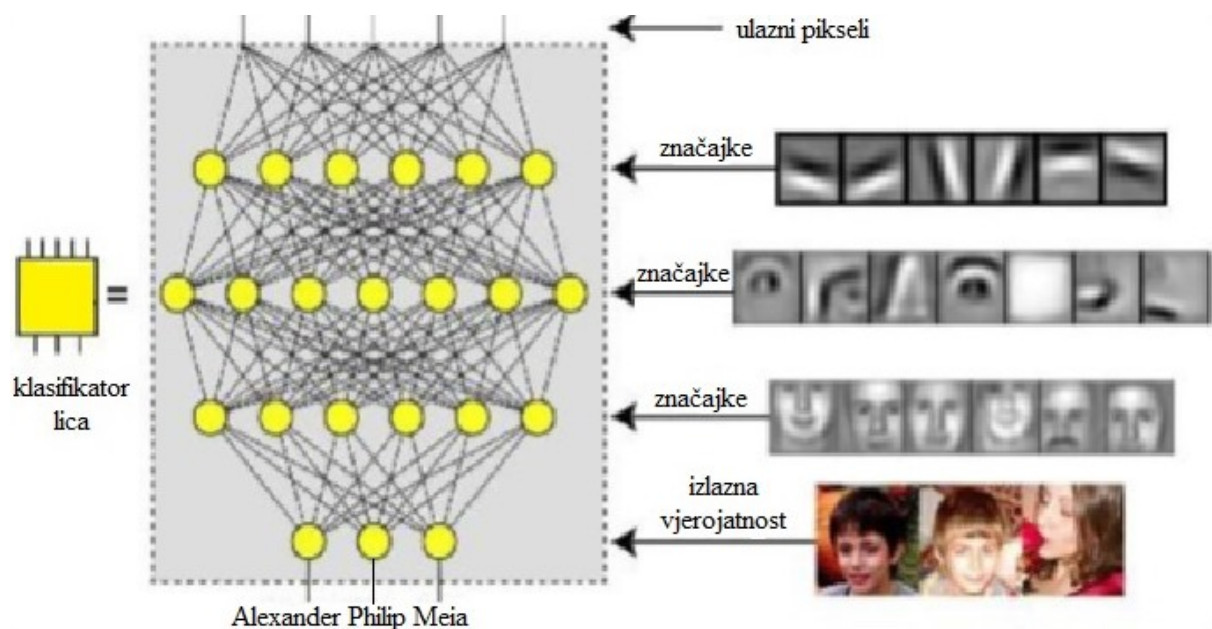 ulazni pikseli
značajke
značajke
klasifikator
lica
značajke
izlazna
vjerojatnost
Alexander Philip Meia